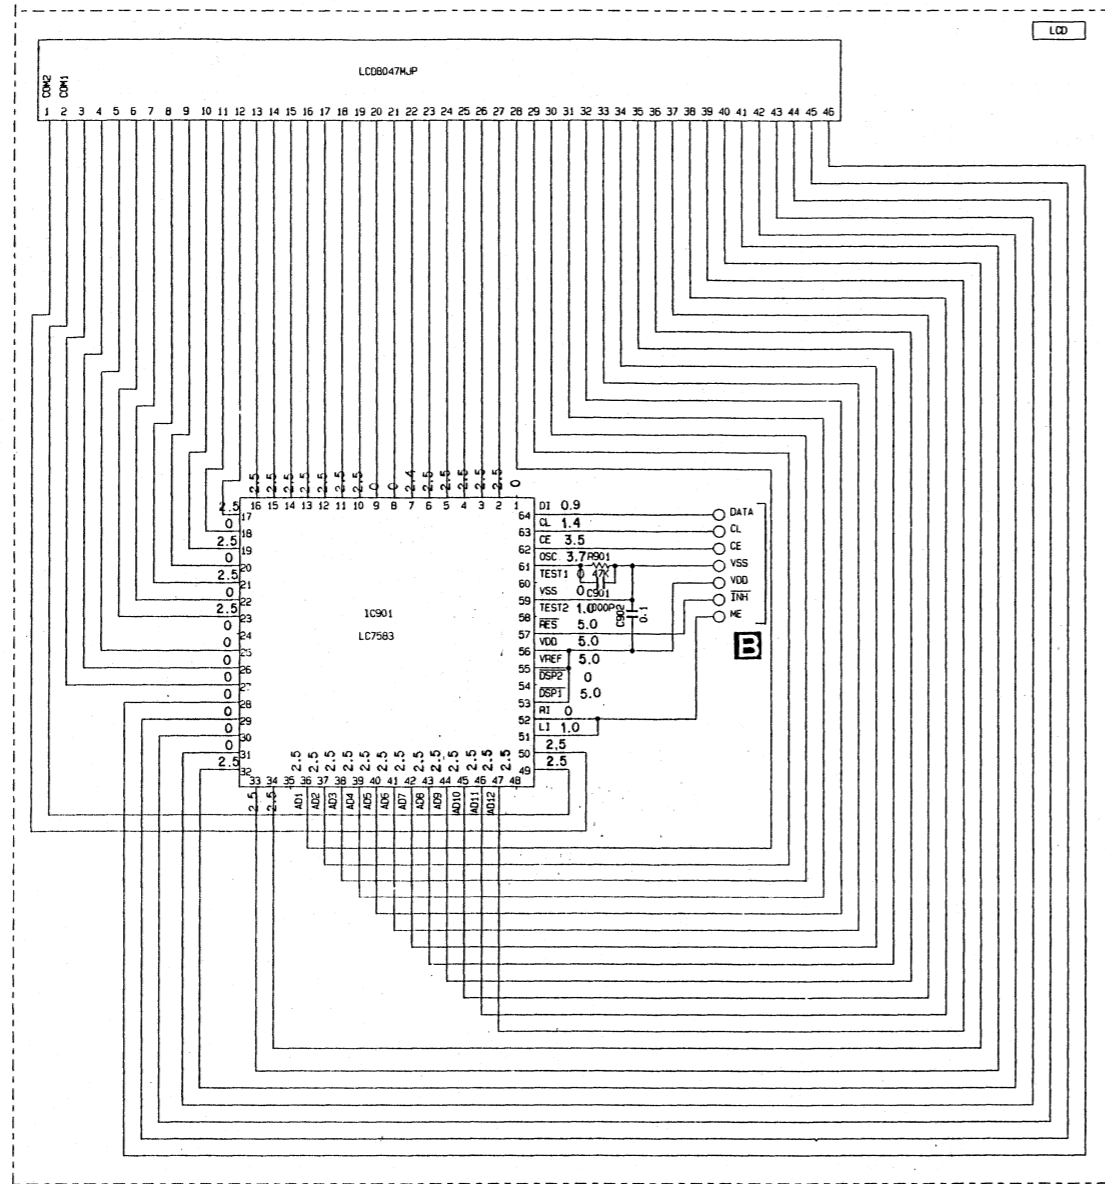 LCD
LCD8047MJP
COM2
COM1
1 2 3 4 5 6 7 8 9 10 11 12 13 14 15 16 17 18 19 20 21 22 23 24 25 26 27 28 29 30 31 32 33 34 35 36 37 38 39 40 41 42 43 44 45 46
2.5 2.5 2.5 2.5 2.5 2.5 2.5 0 0 2.4 2.5 2.5 2.5 2.5 2.5 0
16 15 14 13 12 11 10 9 8 7 6 5 4 3 2 1
2.5 17
0 18
2.5 19
0 20
2.5 21
0 22
2.5 23
0 24
0 25
0 26
0 27
0 28
0 29
0 30
0 31
2.5 32
IC901
LC7583
64 DI 0.9
63 CL 1.4
62 CE 3.5
61 OSC 3.7
60 TEST1 0
59 VSS 0
58 TEST2 1.0
57 RES 5.0
56 VDD 5.0
55 VREF 5.0
54 DSP2 0
53 DSP1 5.0
52 RI 0
51 LI 1.0
50 2.5
49 2.5
R901
47K
C901
1000P
C902
0.1
DATA
CL
CE
VSS
VDD
INH
ME
B
2.5 2.5 2.5 2.5 2.5 2.5 2.5 2.5 2.5 2.5 2.5 2.5 2.5
33 34 35 36 37 38 39 40 41 42 43 44 45 46 47 48
2.5 2.5
AD1 AD2 AD3 AD4 AD5 AD6 AD7 AD8 AD9 AD10 AD11 AD12